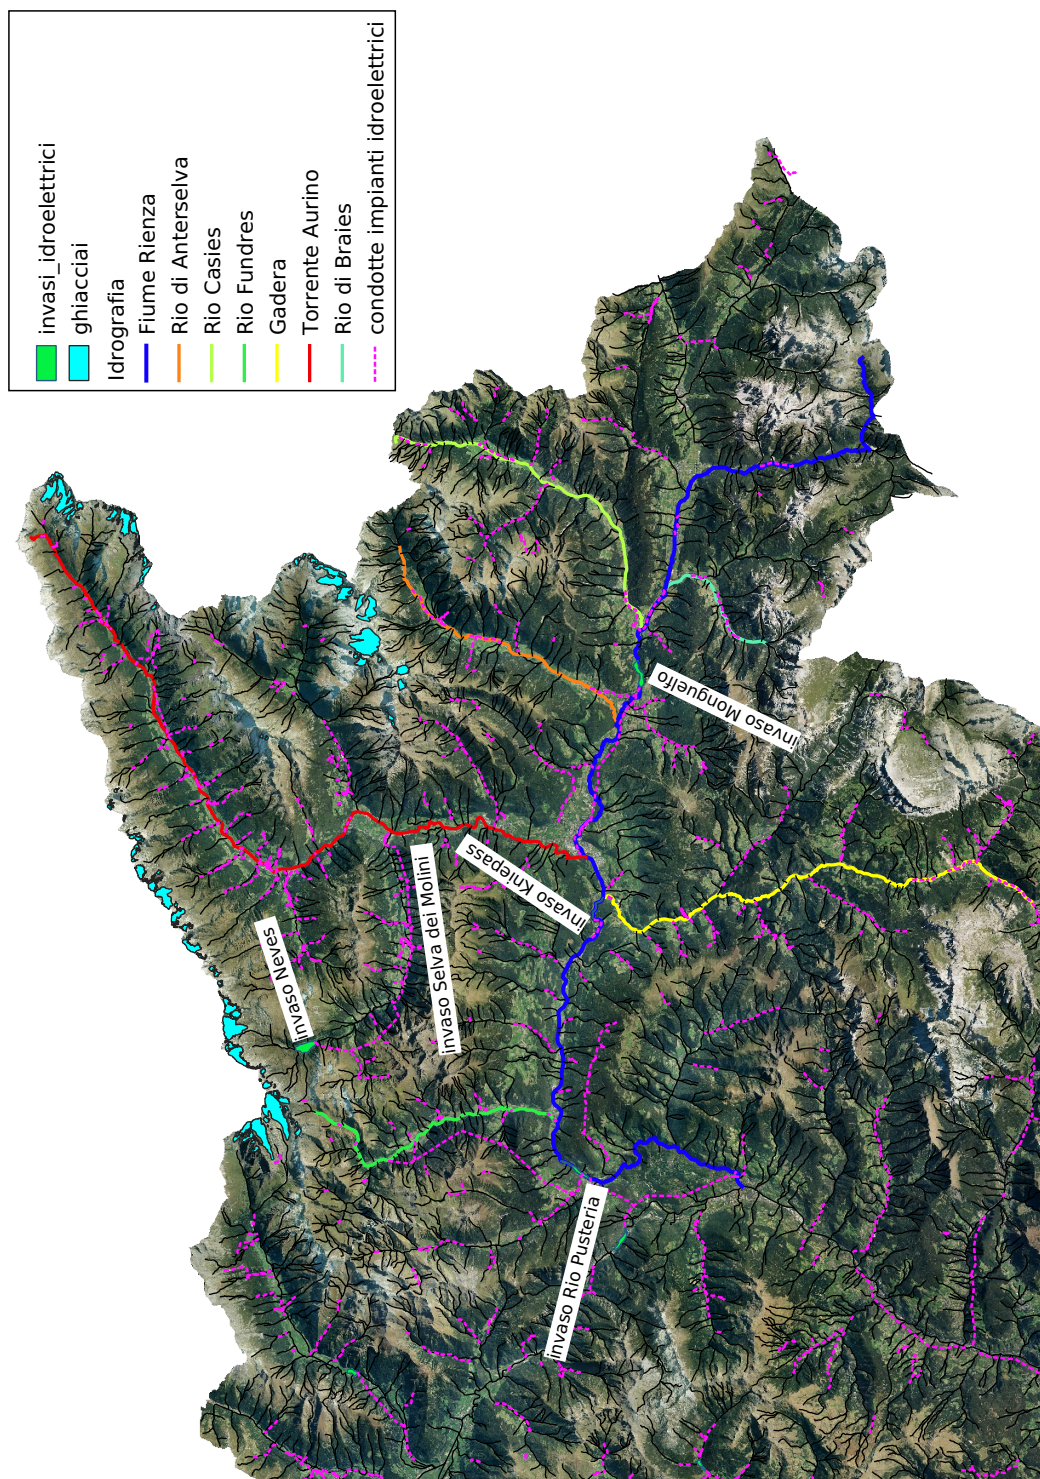 invasi_idroelettrici
ghiacciai
Idrografia
Fiume Rienza
Rio di Anterselva
Rio Casies
Rio Fundres
Gadera
Torrente Aurino
Rio di Braies
condotte impianti idroelettrici
invaso Neves
invaso Selva dei Molini
invaso Kniepass
invaso Monguelfo
invaso Rio Pusteria